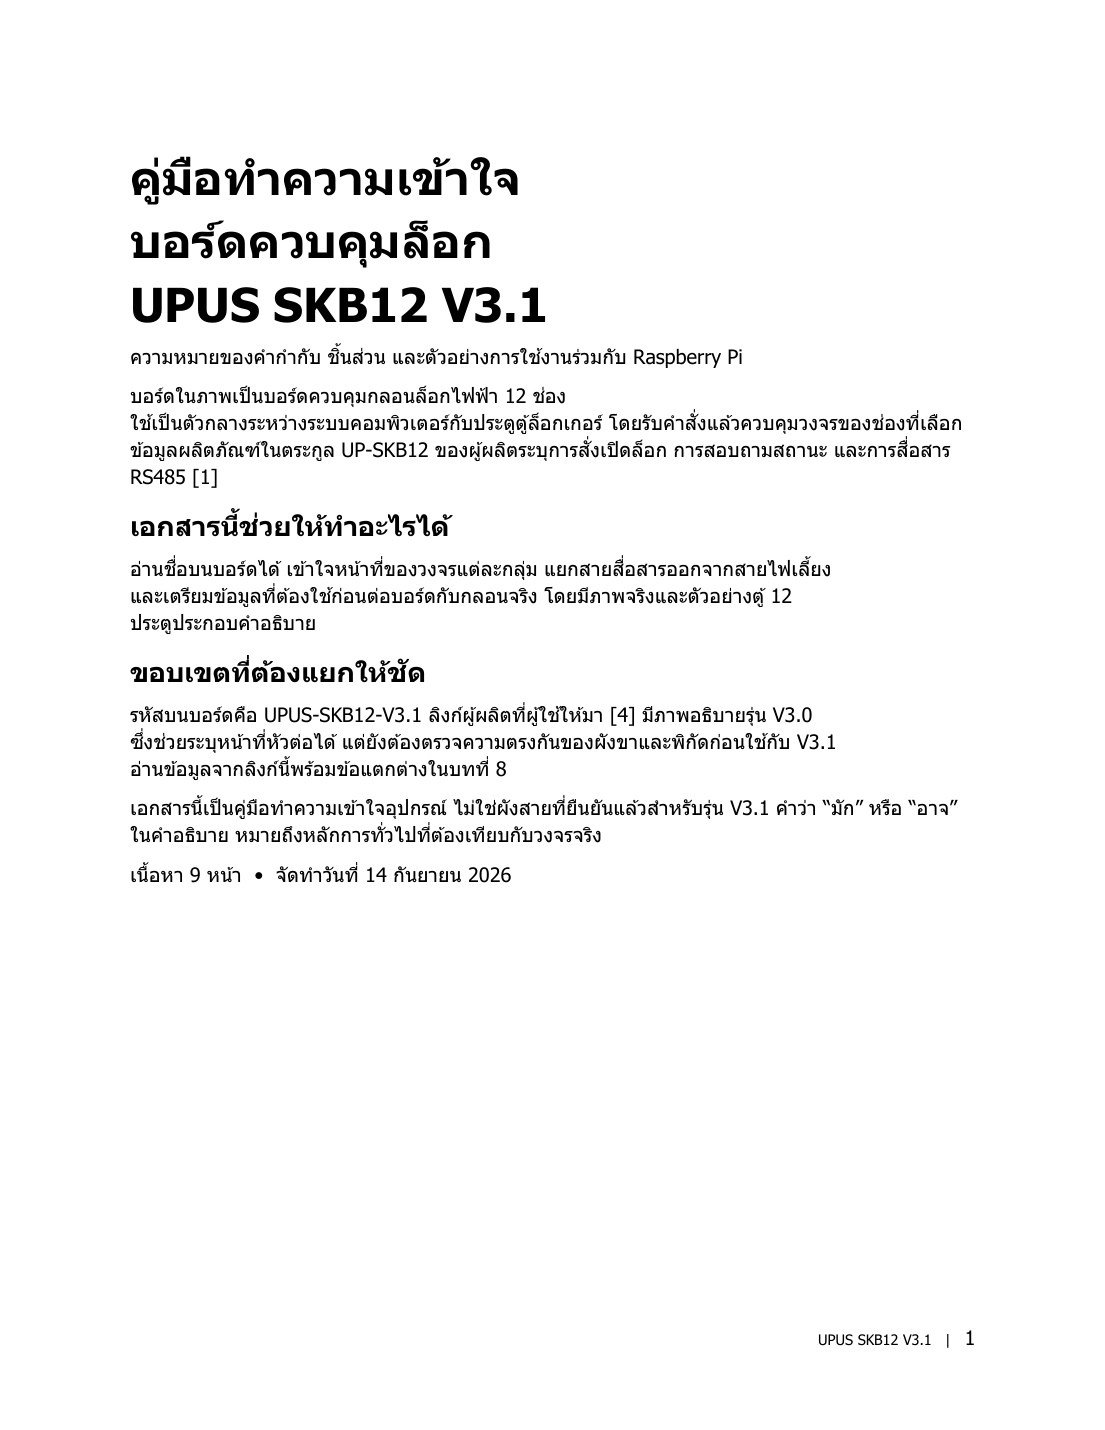 คู่มือทำความเข้าใจ
บอร์ดควบคุมล็อก
UPUS SKB12 V3.1
ความหมายของคำกำกับ ชิ้นส่วน และตัวอย่างการใช้งานร่วมกับ Raspberry Pi
บอร์ดในภาพเป็นบอร์ดควบคุมกลอนล็อกไฟฟ้า 12 ช่อง
ใช้เป็นตัวกลางระหว่างระบบคอมพิวเตอร์กับประตูตู้ล็อกเกอร์ โดยรับคำสั่งแล้วควบคุมวงจรของช่องที่เลือก
ข้อมูลผลิตภัณฑ์ในตระกูล UP-SKB12 ของผู้ผลิตระบุการสั่งเปิดล็อก การสอบถามสถานะ และการสื่อสาร
RS485 [1]
เอกสารนี้ช่วยให้ทำอะไรได้
อ่านชื่อบนบอร์ดได้ เข้าใจหน้าที่ของวงจรแต่ละกลุ่ม แยกสายสื่อสารออกจากสายไฟเลี้ยง
และเตรียมข้อมูลที่ต้องใช้ก่อนต่อบอร์ดกับกลอนจริง โดยมีภาพจริงและตัวอย่างตู้ 12
ประตูประกอบคำอธิบาย
ขอบเขตที่ต้องแยกให้ชัด
รหัสบนบอร์ดคือ UPUS-SKB12-V3.1 ลิงก์ผู้ผลิตที่ผู้ใช้ให้มา [4] มีภาพอธิบายรุ่น V3.0
ซึ่งช่วยระบุหน้าที่หัวต่อได้ แต่ยังต้องตรวจความตรงกันของผังขาและพิกัดก่อนใช้กับ V3.1
อ่านข้อมูลจากลิงก์นี้พร้อมข้อแตกต่างในบทที่ 8
เอกสารนี้เป็นคู่มือทำความเข้าใจอุปกรณ์ ไม่ใช่ผังสายที่ยืนยันแล้วสำหรับรุ่น V3.1 คำว่า “มัก” หรือ “อาจ”
ในคำอธิบาย หมายถึงหลักการทั่วไปที่ต้องเทียบกับวงจรจริง
เนื้อหา 9 หน้า • จัดทำวันที่ 14 กันยายน 2026
UPUS SKB12 V3.1 | 1